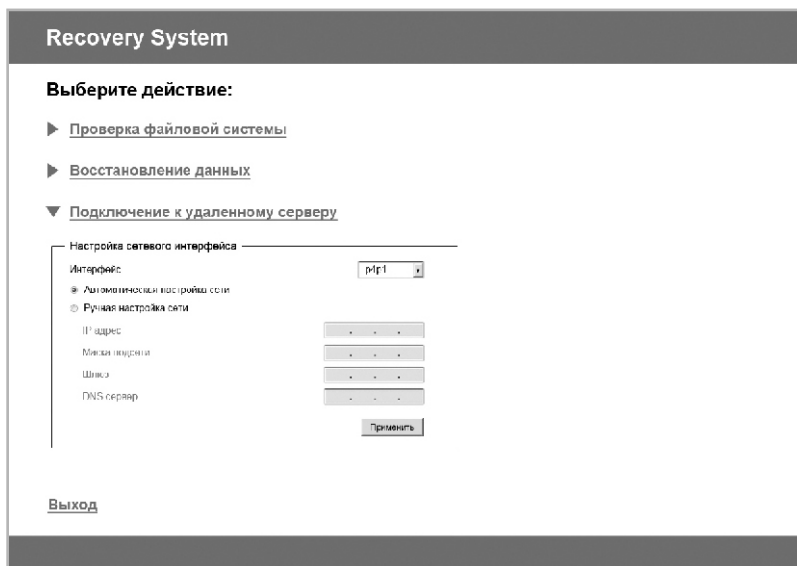 Recovery System
Выберите действие:
Проверка файловой системы
Восстановление данных
Подключение к удаленному серверу
Настройка сетевого интерфейса
Интерфейс p4p1
Автоматическая настройка сети
Ручная настройка сети
IP адрес
Маска подсети
Шлюз
DNS сервер
Применить
Выход